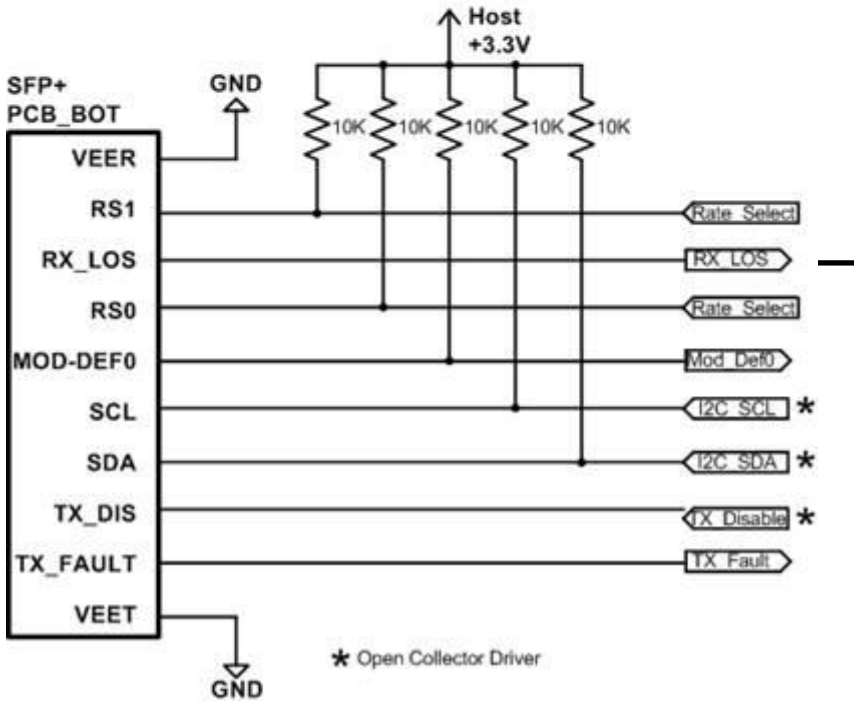 Host
+3.3V
SFP+
PCB_BOT
GND
10K 10K 10K 10K 10K
VEER
RS1 Rate_Select
RX_LOS RX_LOS
RS0 Rate_Select
MOD-DEF0 Mod_Def0
SCL I2C_SCL *
SDA I2C_SDA *
TX_DIS TX_Disable *
TX_FAULT TX_Fault
VEET
GND
* Open Collector Driver